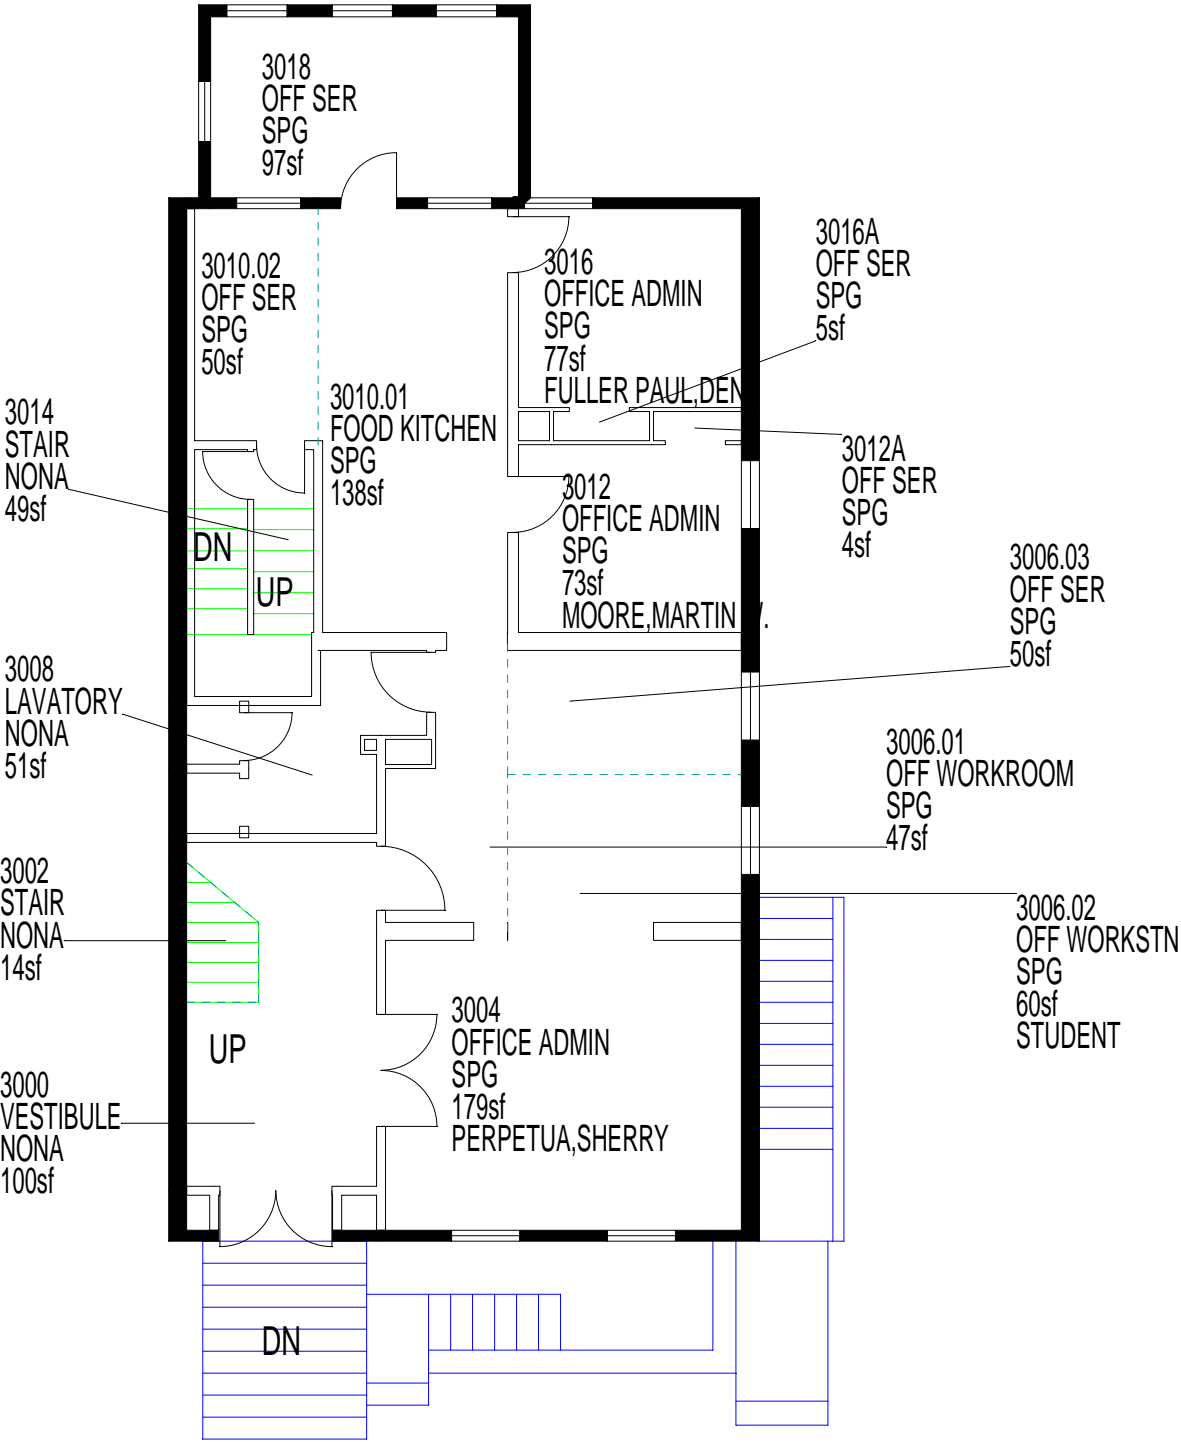 3018
OFF SER
SPG
97sf
3010.02
OFF SER
SPG
50sf
3016
OFFICE ADMIN
SPG
77sf
FULLER PAUL,DEN
3016A
OFF SER
SPG
5sf
3014
STAIR
NONA
49sf
3010.01
FOOD KITCHEN
SPG
138sf
3012A
OFF SER
SPG
4sf
3012
OFFICE ADMIN
SPG
73sf
MOORE,MARTIN .
DN
UP
3006.03
OFF SER
SPG
50sf
3008
LAVATORY
NONA
51sf
3006.01
OFF WORKROOM
SPG
47sf
3002
STAIR
NONA
14sf
3006.02
OFF WORKSTN
SPG
60sf
STUDENT
UP
3004
OFFICE ADMIN
SPG
179sf
PERPETUA,SHERRY
3000
VESTIBULE
NONA
100sf
DN